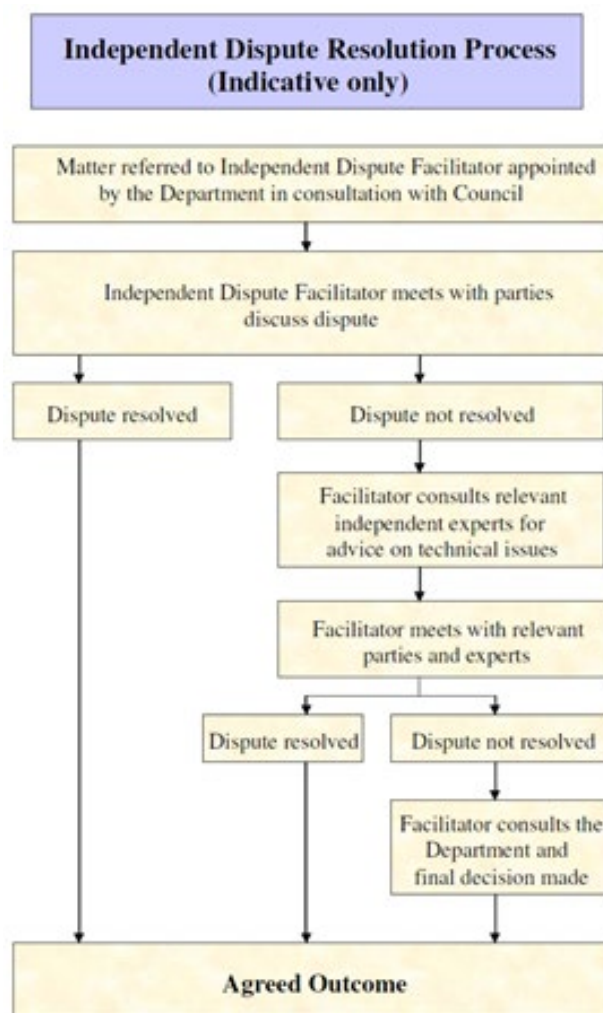 Independent Dispute Resolution Process
(Indicative only)
Matter referred to Independent Dispute Facilitator appointed
by the Department in consultation with Council
Independent Dispute Facilitator meets with parties
discuss dispute
Dispute resolved
Dispute not resolved
Facilitator consults relevant
independent experts for
advice on technical issues
Facilitator meets with relevant
parties and experts
Dispute resolved
Dispute not resolved
Facilitator consults the
Department and
final decision made
Agreed Outcome